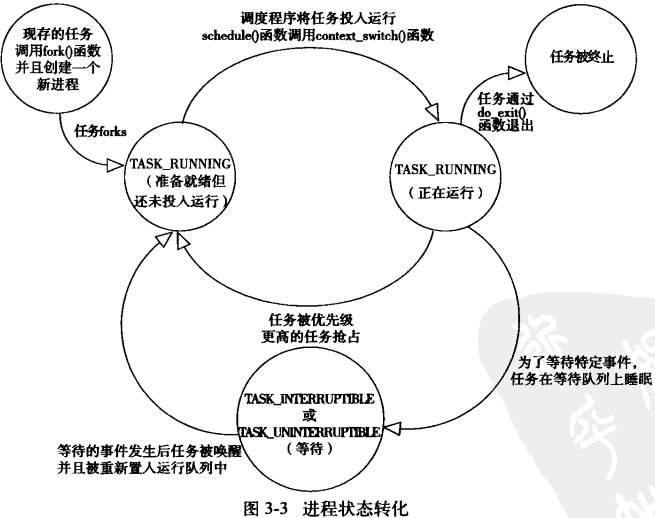 现存的任务
调用fork()函数
并且创建一个
新进程
调度程序将任务投入运行
schedule()函数调用context_switch()函数
任务被终止
任务通过
do_exit()
函数退出
任务forks
TASK_RUNNING
（准备就绪但
还未投入运行）
TASK_RUNNING
（正在运行）
任务被优先级
更高的任务抢占
为了等待特定事件，
任务在等待队列上睡眠
TASK_INTERRUPTIBLE
或
TASK_UNINTERRUPTIBLE
（等待）
等待的事件发生后任务被唤醒
并且被重新置入运行队列中
图 3-3 进程状态转化